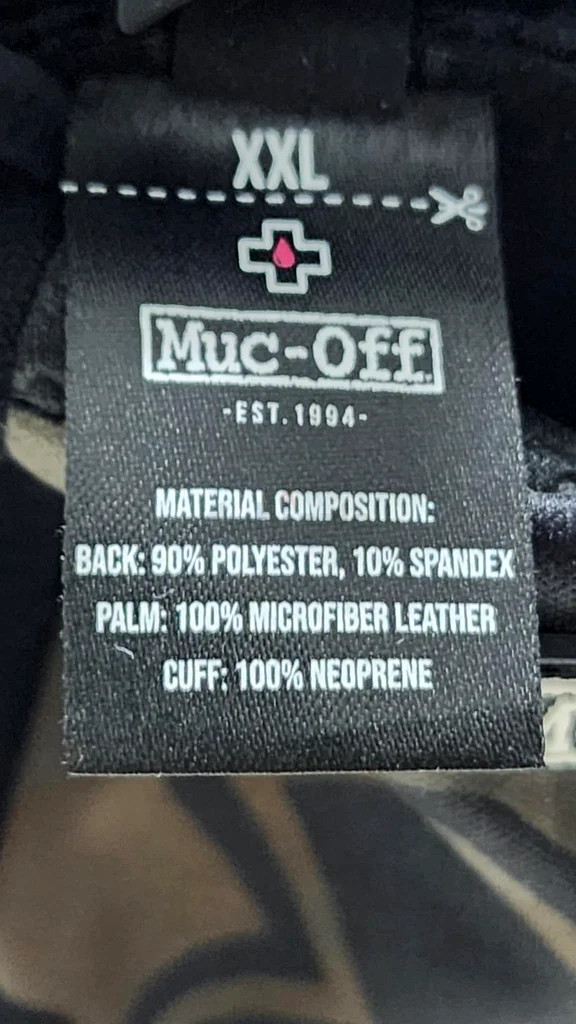 XXL
Muc-Off
-EST.1994-
MATERIAL COMPOSITION:
BACK: 90% POLYESTER, 10% SPANDEX
PALM: 100% MICROFIBER LEATHER
CUFF: 100% NEOPRENE